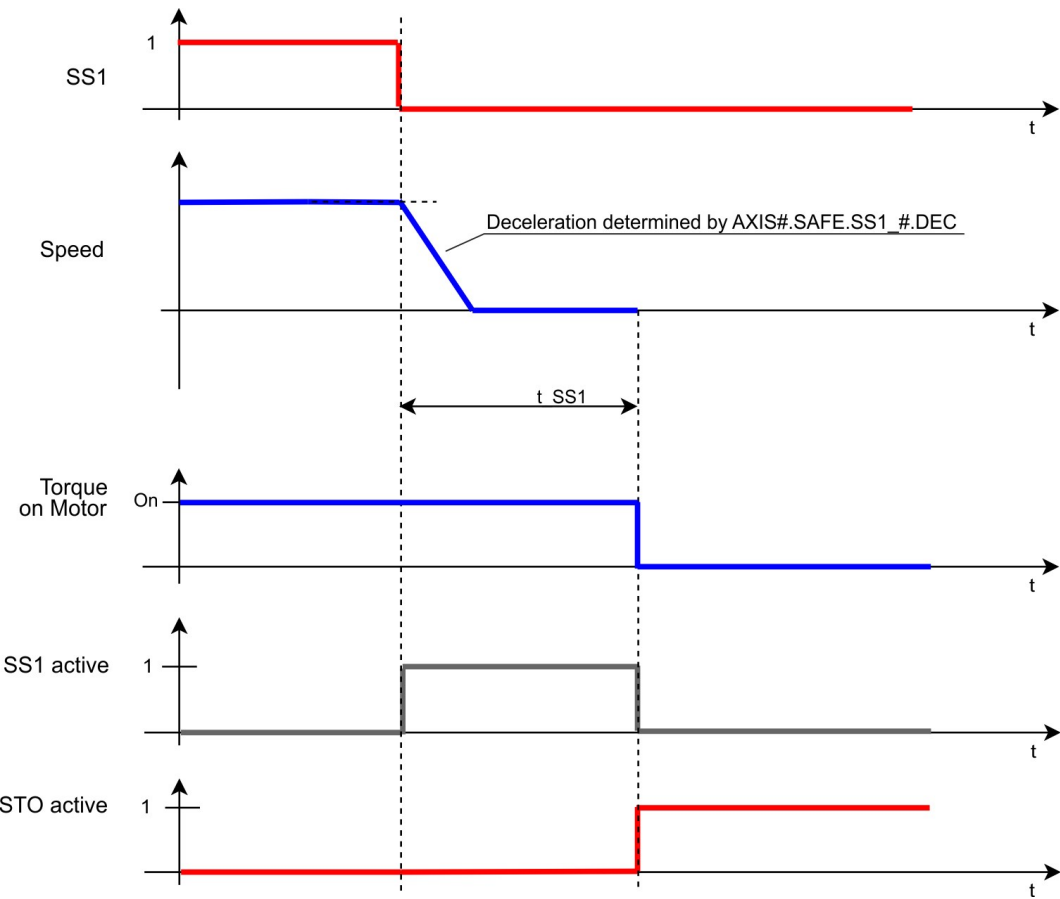 1
SS1
t
Deceleration determined by AXIS#.SAFE.SS1_#.DEC
Speed
t
t_SS1
Torque
on Motor
On
t
SS1 active
1
t
STO active
1
t